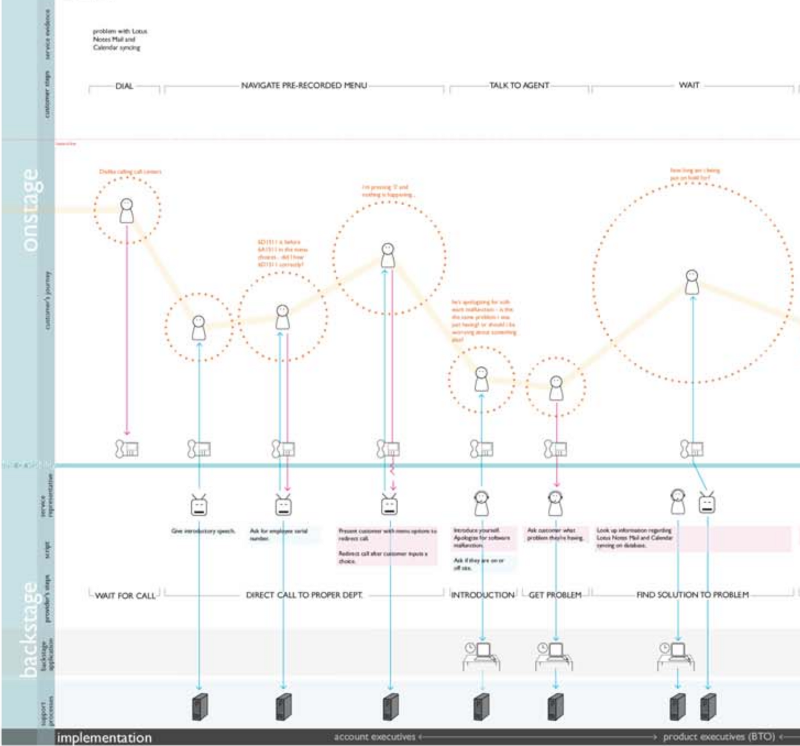 service evidence
problem with Lotus
Notes Mail and
Calendar syncing
customer steps
DIAL
NAVIGATE PRE-RECORDED MENU
TALK TO AGENT
WAIT
onstage
customer's journey
Dislike calling call centers
I'm pressing '5' and
nothing is happening...
how long am i being
put on hold for?
is before
in the menu
choices... did I hear
correctly?
he's apologizing for soft-
ware malfunction - is this
the same problem i was
just having? or should i be
worrying about something
else?
service
representative
Give introductory speech.
Ask for employee serial
number.
Present customer with menu options to
redirect call.
Redirect call after customer inputs a
choice.
Introduce yourself.
Apologize for software
malfunction.
Ask if they are on or
off site.
Ask customer what
problem they're having.
Look up information regarding
Lotus Notes Mail and Calendar
syncing on database.
script
backstage
provider's steps
WAIT FOR CALL
DIRECT CALL TO PROPER DEPT.
INTRODUCTION
GET PROBLEM
FIND SOLUTION TO PROBLEM
backstage
application
support
processes
implementation
account executives
product executives (BTO)